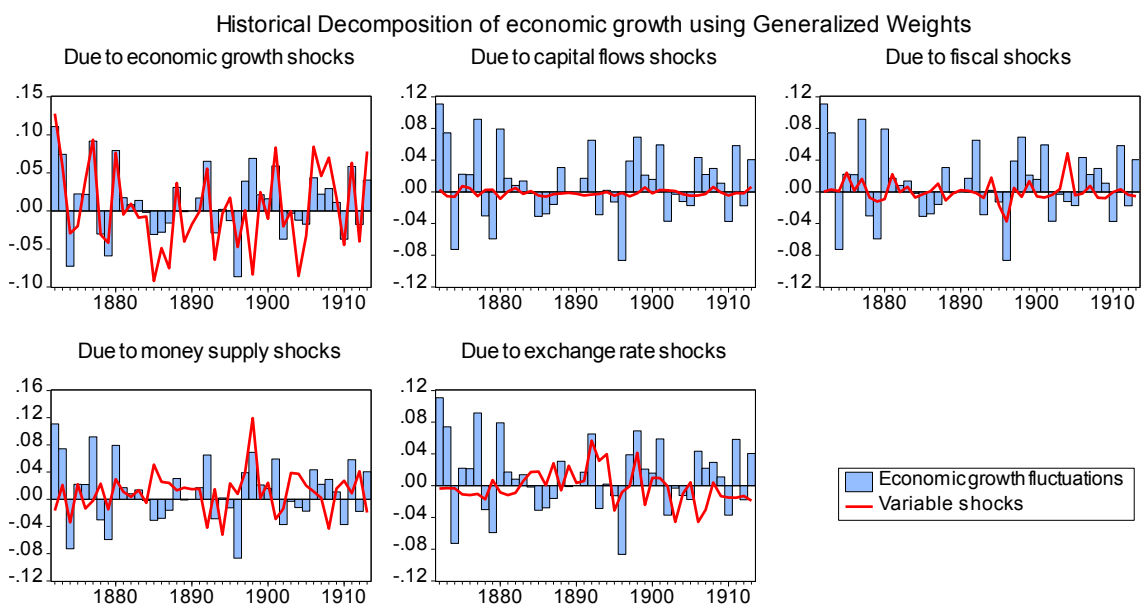 Historical Decomposition of economic growth using Generalized Weights
Due to economic growth shocks
.15
.10
.05
.00
-.05
-.10
1880 1890 1900 1910
Due to capital flows shocks
.12
.08
.04
.00
-.04
-.08
-.12
1880 1890 1900 1910
Due to fiscal shocks
.12
.08
.04
.00
-.04
-.08
-.12
1880 1890 1900 1910
Due to money supply shocks
.16
.12
.08
.04
.00
-.04
-.08
-.12
1880 1890 1900 1910
Due to exchange rate shocks
.12
.08
.04
.00
-.04
-.08
-.12
1880 1890 1900 1910
Economic growth fluctuations
Variable shocks